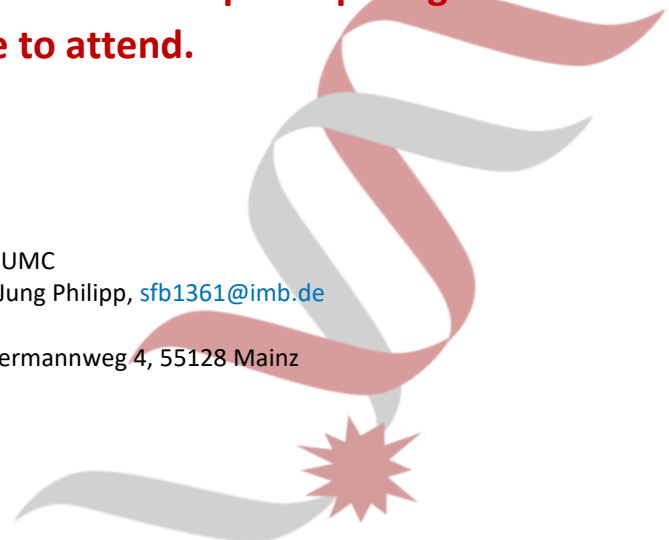 e to attend.
UMC
Jung Philipp, sfb1361@imb.de
ermannweg 4, 55128 Mainz